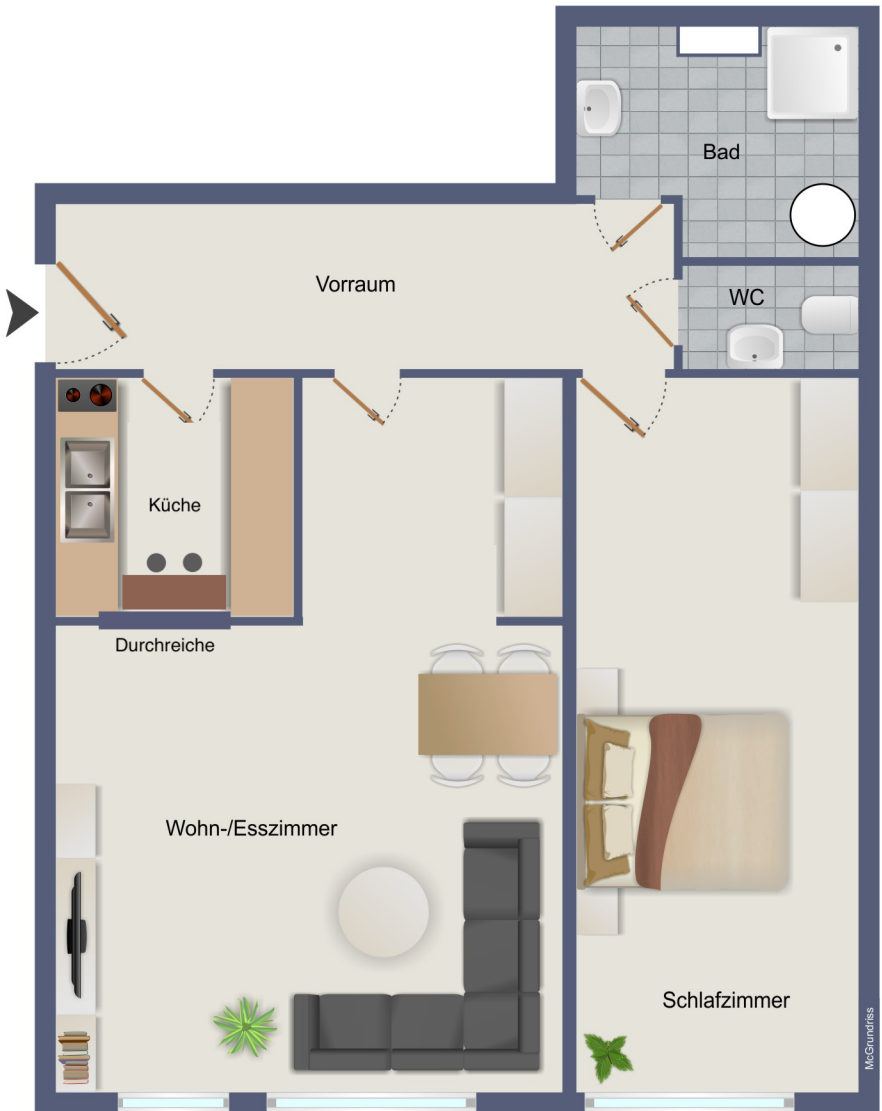 Bad
Vorraum
WC
Küche
Durchreiche
Wohn-/Esszimmer
Schlafzimmer
McGrundriss